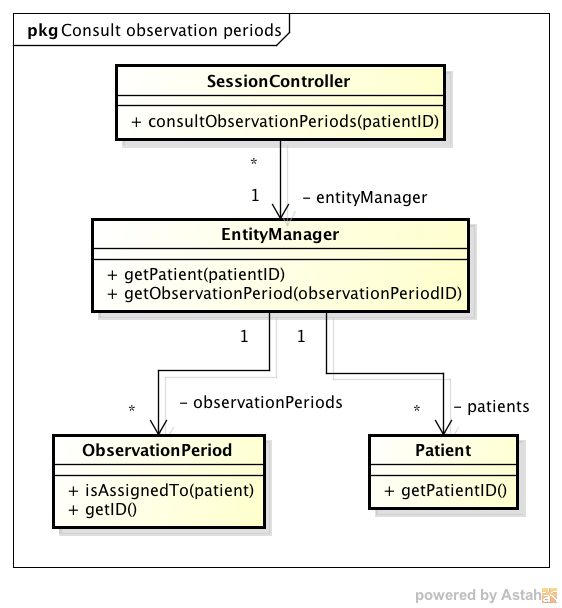 pkg Consult observation periods
SessionController
+ consultObservationPeriods(patientID)
*
1
- entityManager
EntityManager
+ getPatient(patientID)
+ getObservationPeriod(observationPeriodID)
1
1
*
- observationPeriods
*
- patients
ObservationPeriod
+ isAssignedTo(patient)
+ getID()
Patient
+ getPatientID()
powered by Astah